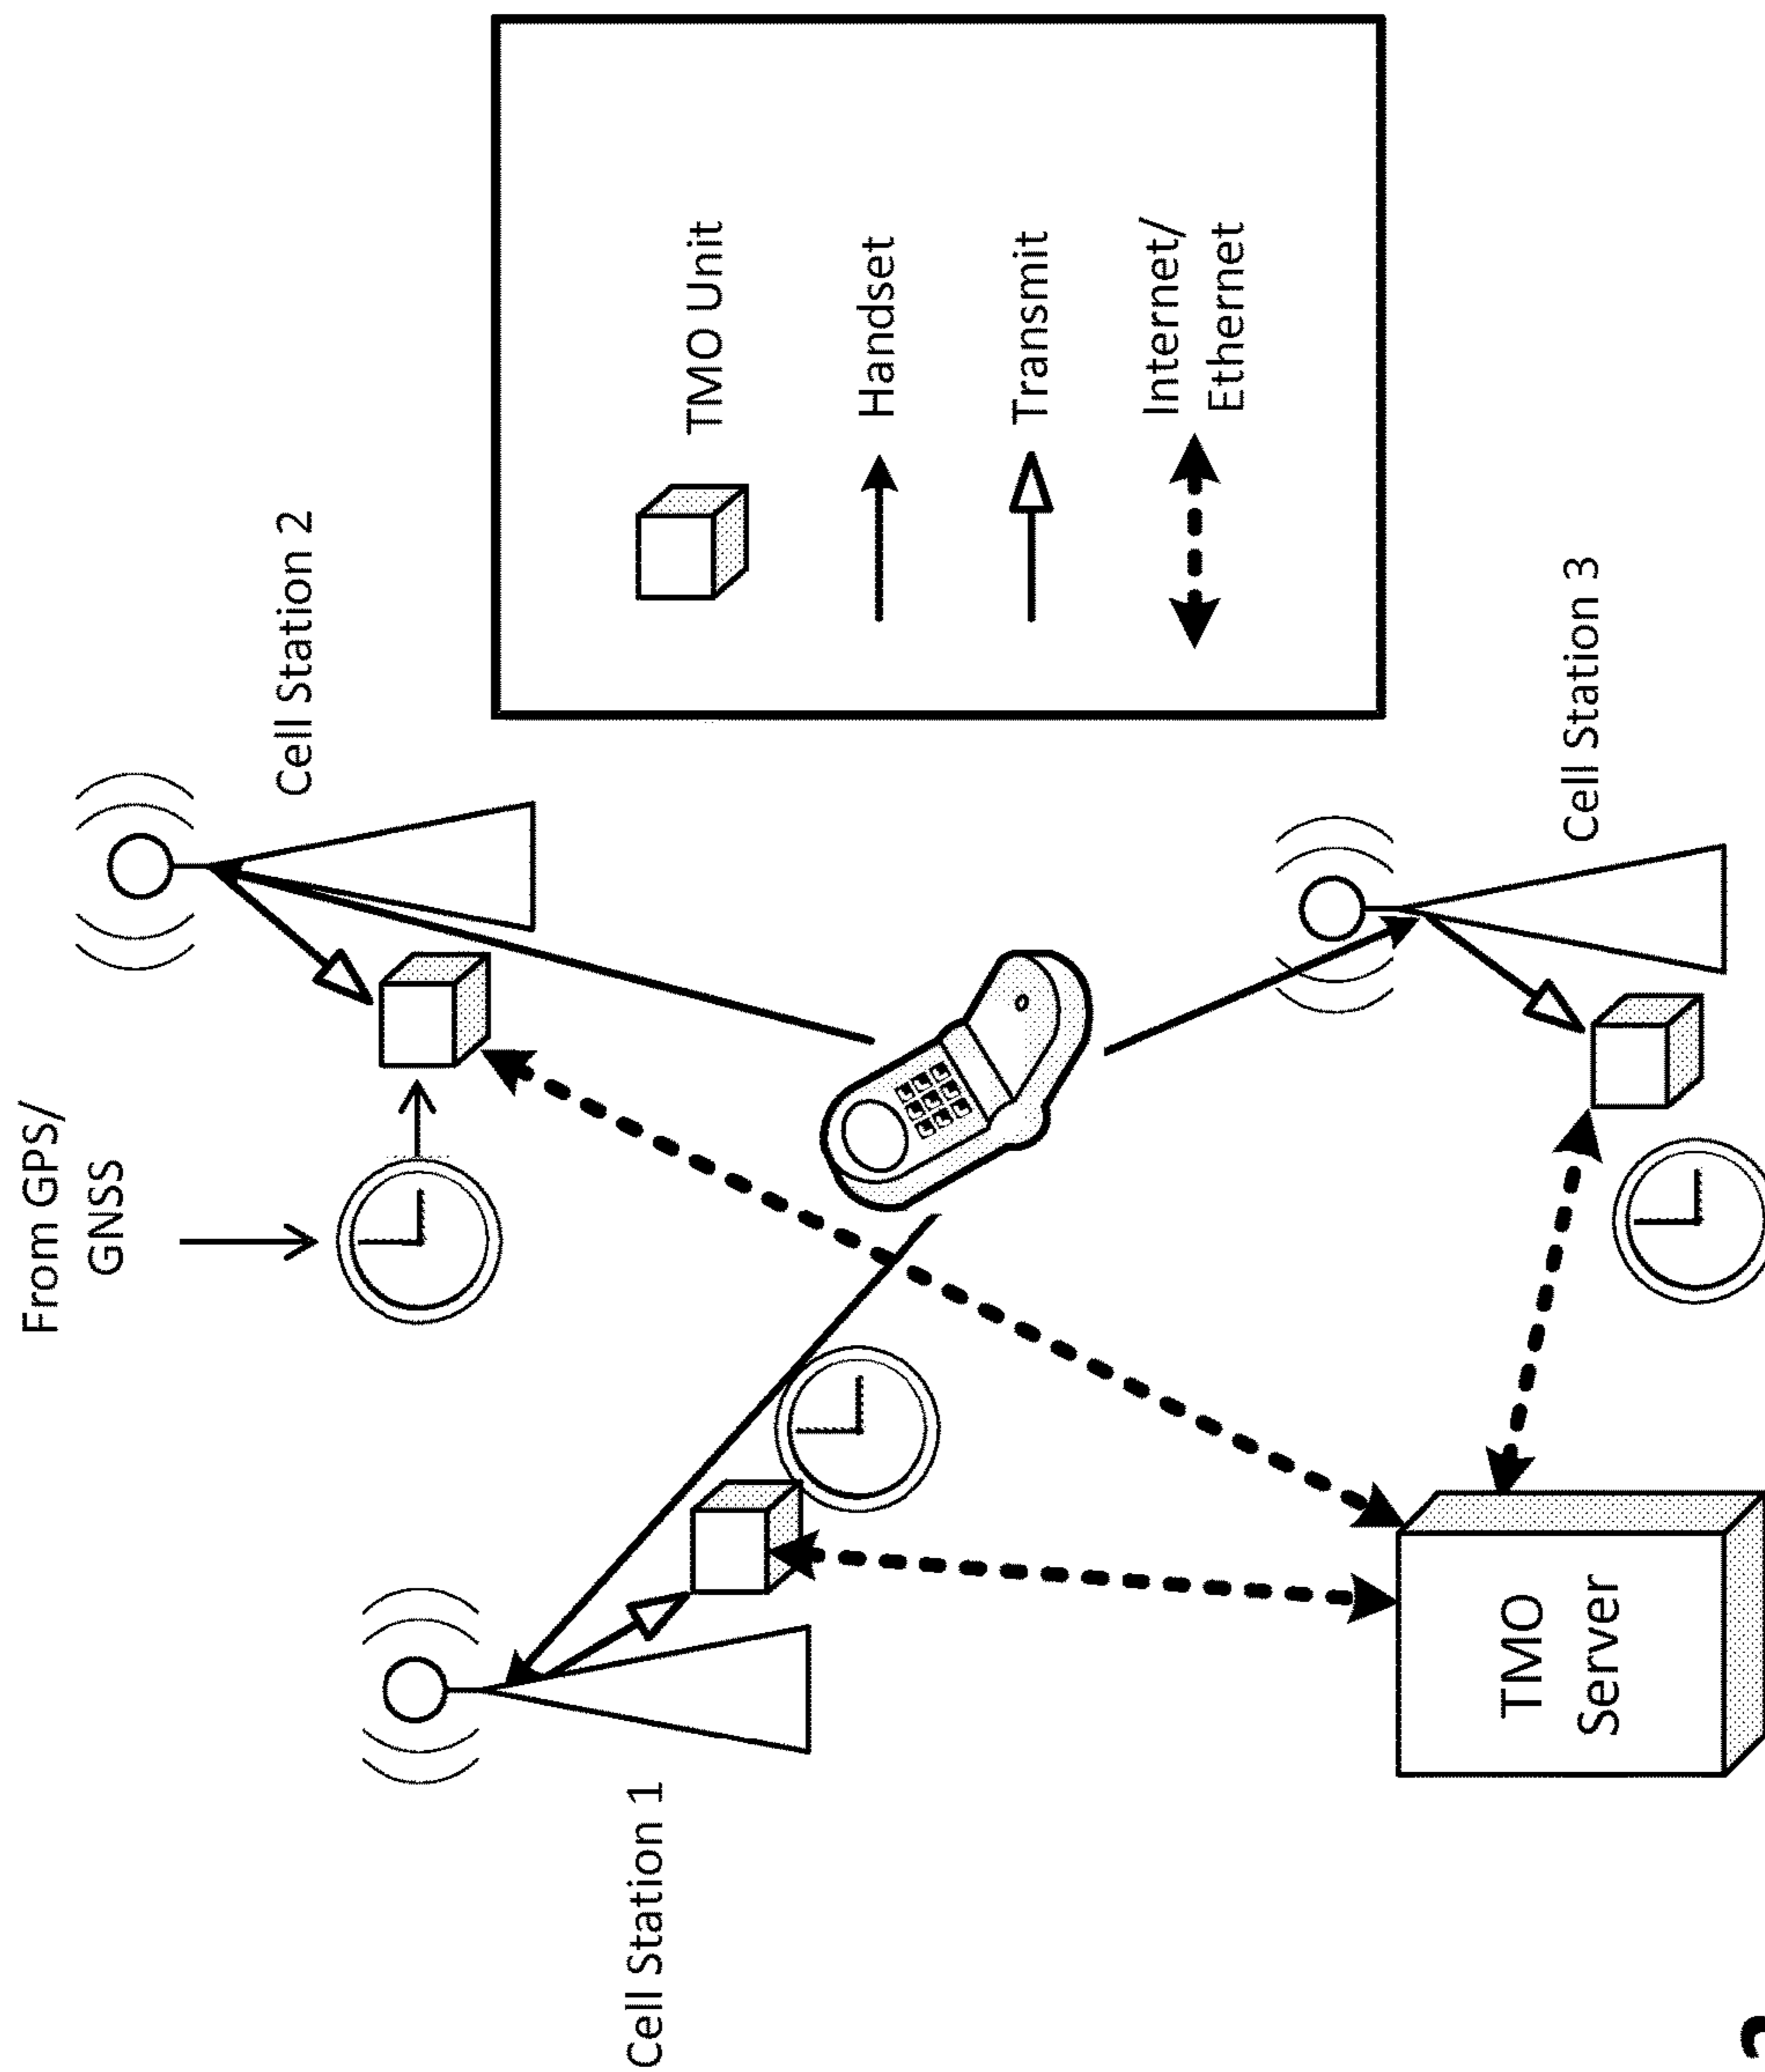 From GPS/
GNSS
Cell Station 2
Cell Station 1
TMO Unit
Handset
Transmit
Internet/
Ethernet
Cell Station 3
TMO
Server